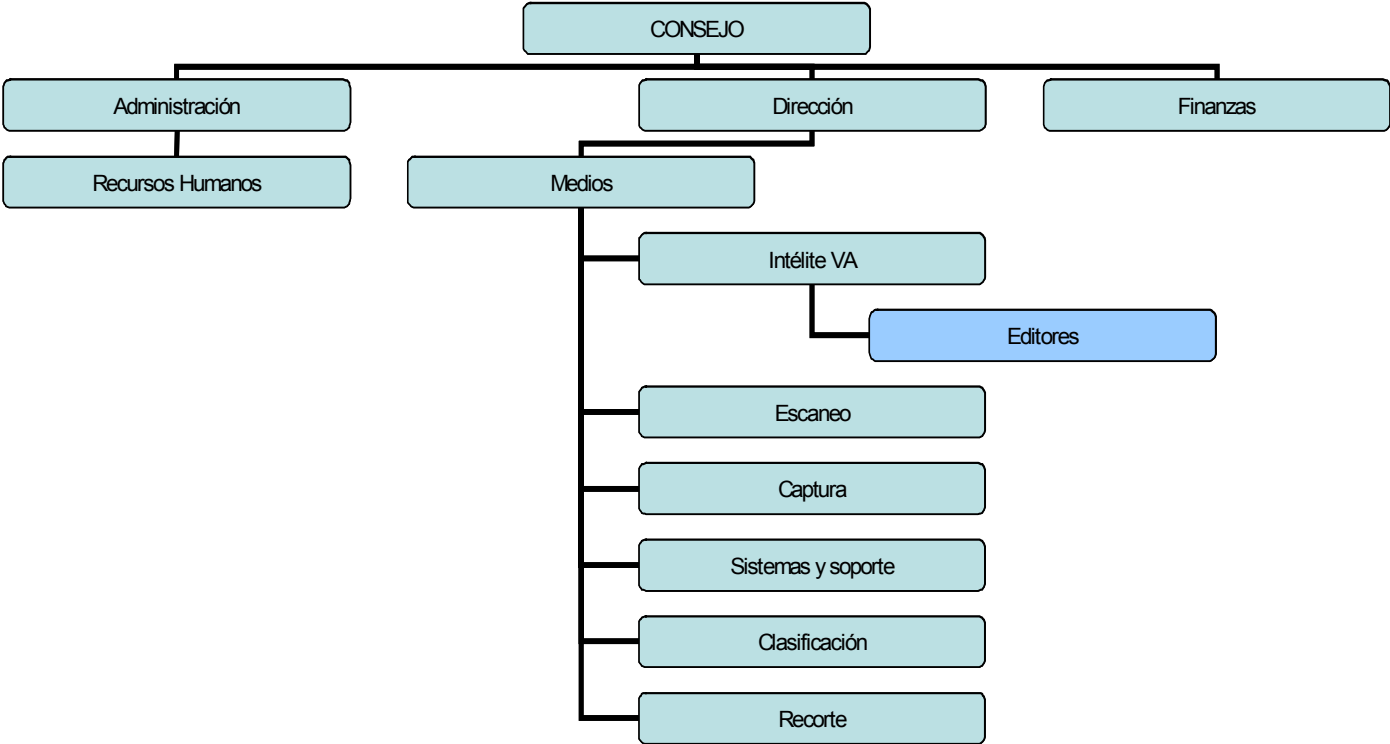 CONSEJO
Administración
Dirección
Finanzas
Recursos Humanos
Medios
Intélite VA
Editores
Escaneo
Captura
Sistemas y soporte
Clasificación
Recorte